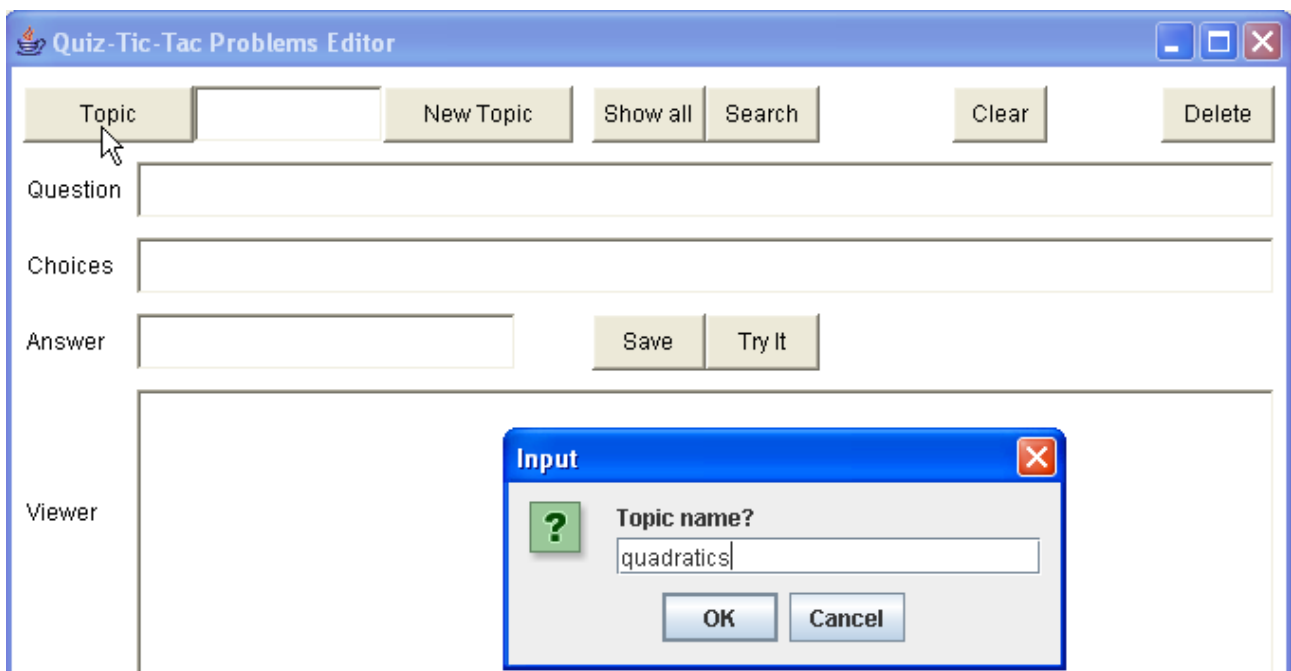 Quiz-Tic-Tac Problems Editor
Topic New Topic Show all Search Clear Delete
Question
Choices
Answer Save Try It
Viewer
Input
?
Topic name?
quadratics
OK Cancel